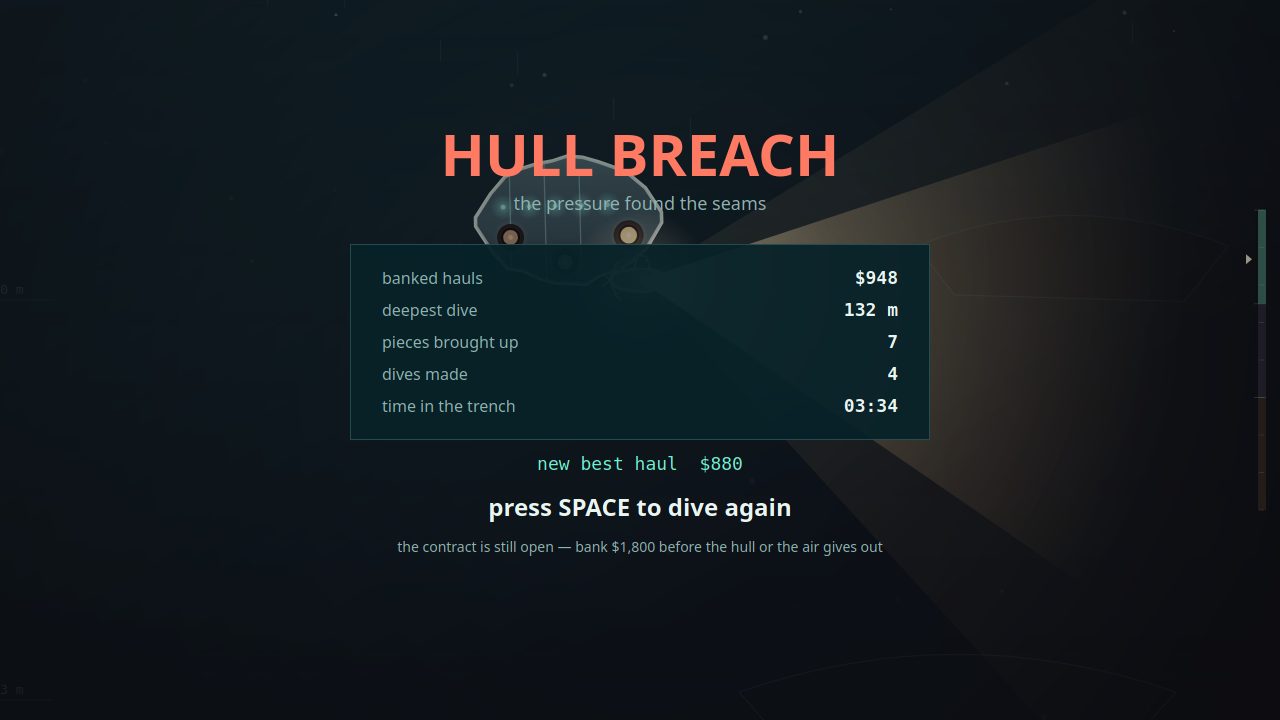 HULL BREACH
the pressure found the seams
banked hauls $948
deepest dive 132 m
pieces brought up 7
dives made 4
time in the trench 03:34
new best haul $880
press SPACE to dive again
the contract is still open — bank $1,800 before the hull or the air gives out
0 m
3 m